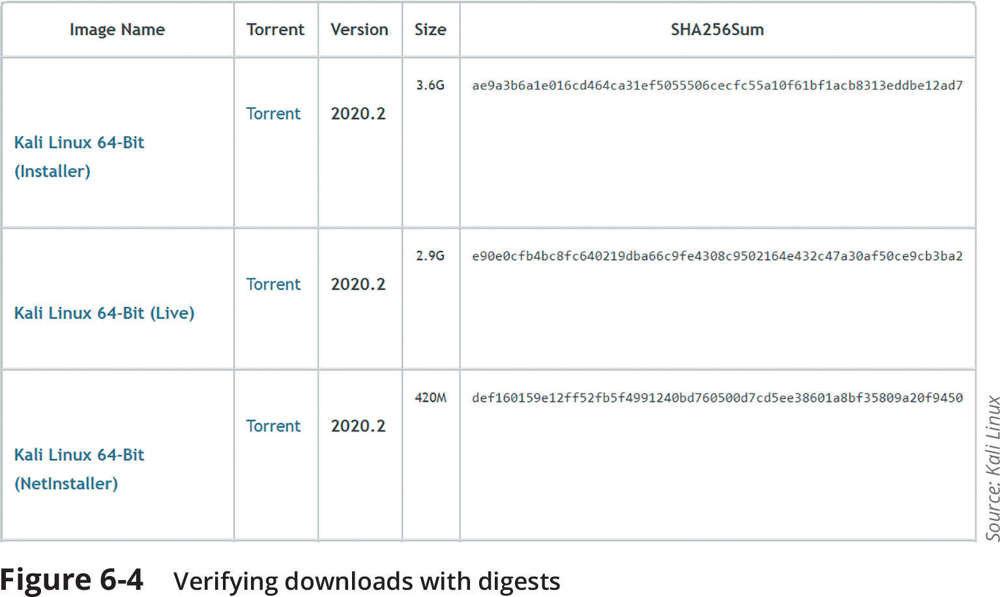 Image Name Torrent Version Size SHA256Sum
3.6G ae9a3b6a1e016cd464ca31ef5055506cecfc55a10f61bf1acb8313eddbe12ad7
Torrent 2020.2
Kali Linux 64-Bit
(Installer)
2.9G e90e0cfb4bc8fc640219dba66c9fe4308c9502164e432c47a30af50ce9cb3ba2
Torrent 2020.2
Kali Linux 64-Bit (Live)
420M def160159e12ff52fb5f4991240bd760500d7cd5ee38601a8bf35809a20f9450
Torrent 2020.2
Kali Linux 64-Bit
(NetInstaller)
Source: Kali Linux
Figure 6-4 Verifying downloads with digests